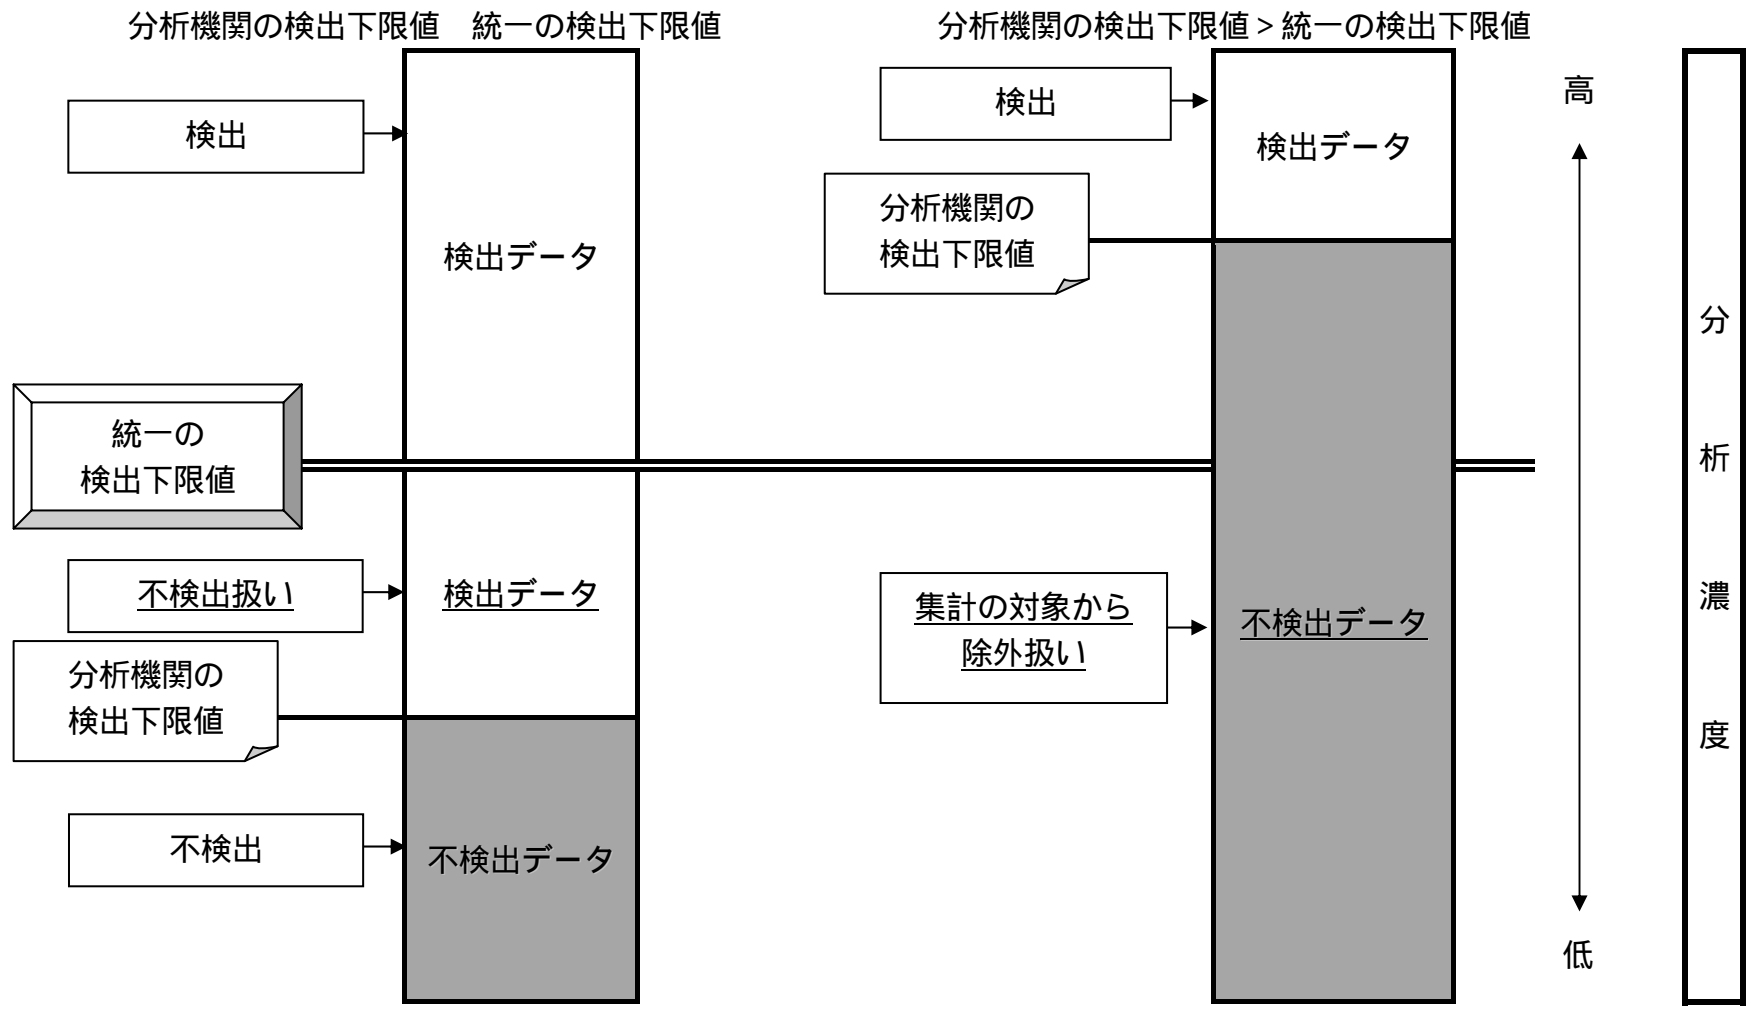 分析機関の検出下限値　統一の検出下限値
検出
検出データ
統一の
検出下限値
不検出扱い
検出データ
分析機関の
検出下限値
不検出
不検出データ
分析機関の検出下限値 > 統一の検出下限値
検出
検出データ
分析機関の
検出下限値
集計の対象から
除外扱い
不検出データ
高
低
分
析
濃
度